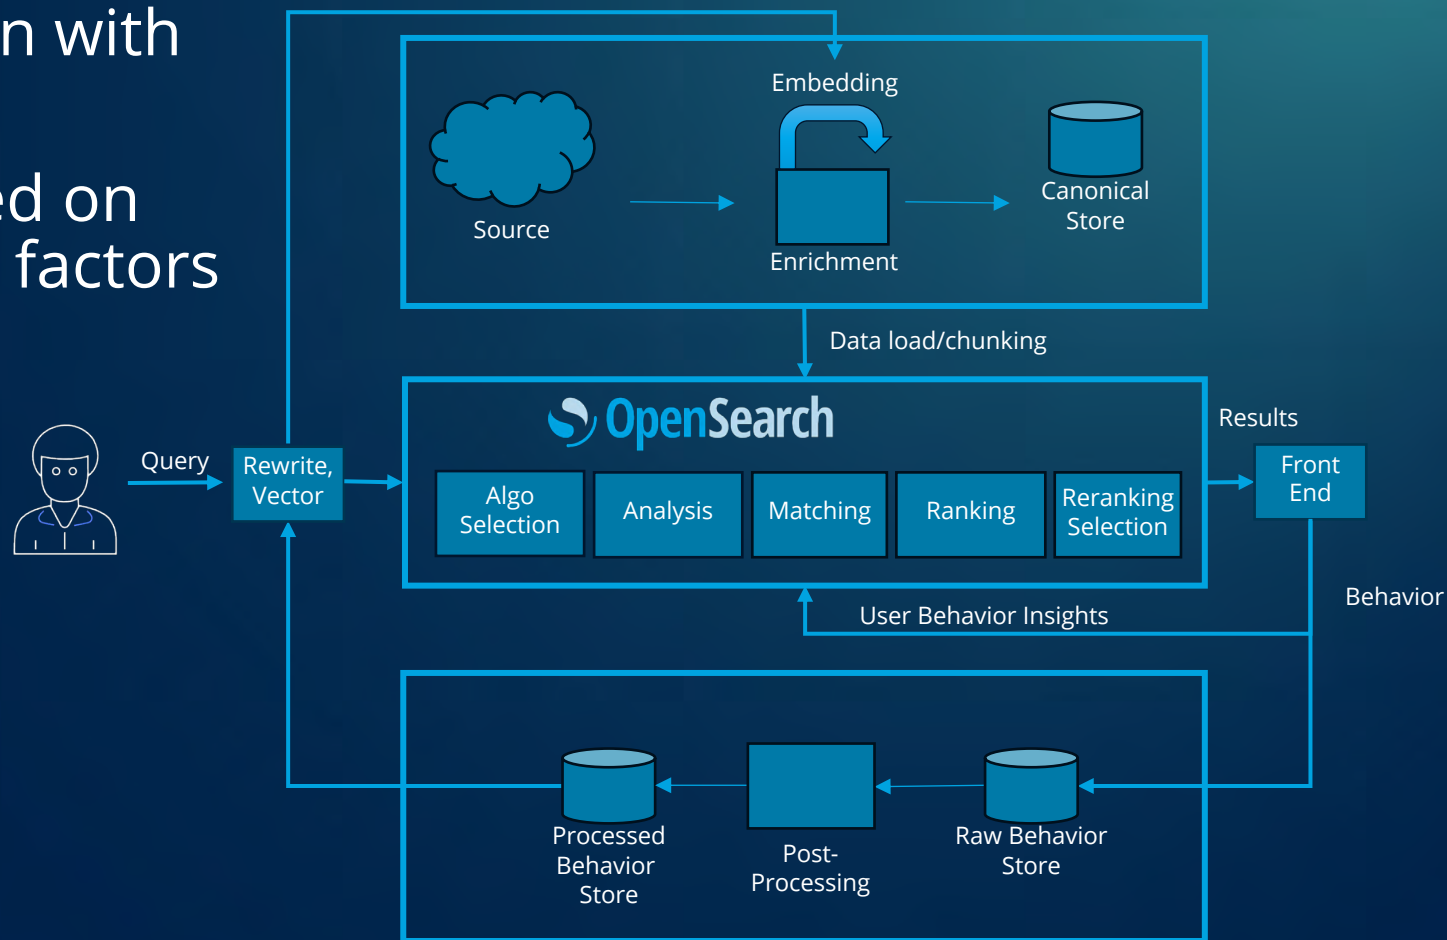 n with
ed on
factors
Embedding
Source
Enrichment
Canonical
Store
Data load/chunking
OpenSearch
Results
Query
Rewrite,
Vector
Algo
Selection
Analysis
Matching
Ranking
Reranking
Selection
Front
End
User Behavior Insights
Behavior
Processed
Behavior
Store
Post-
Processing
Raw Behavior
Store